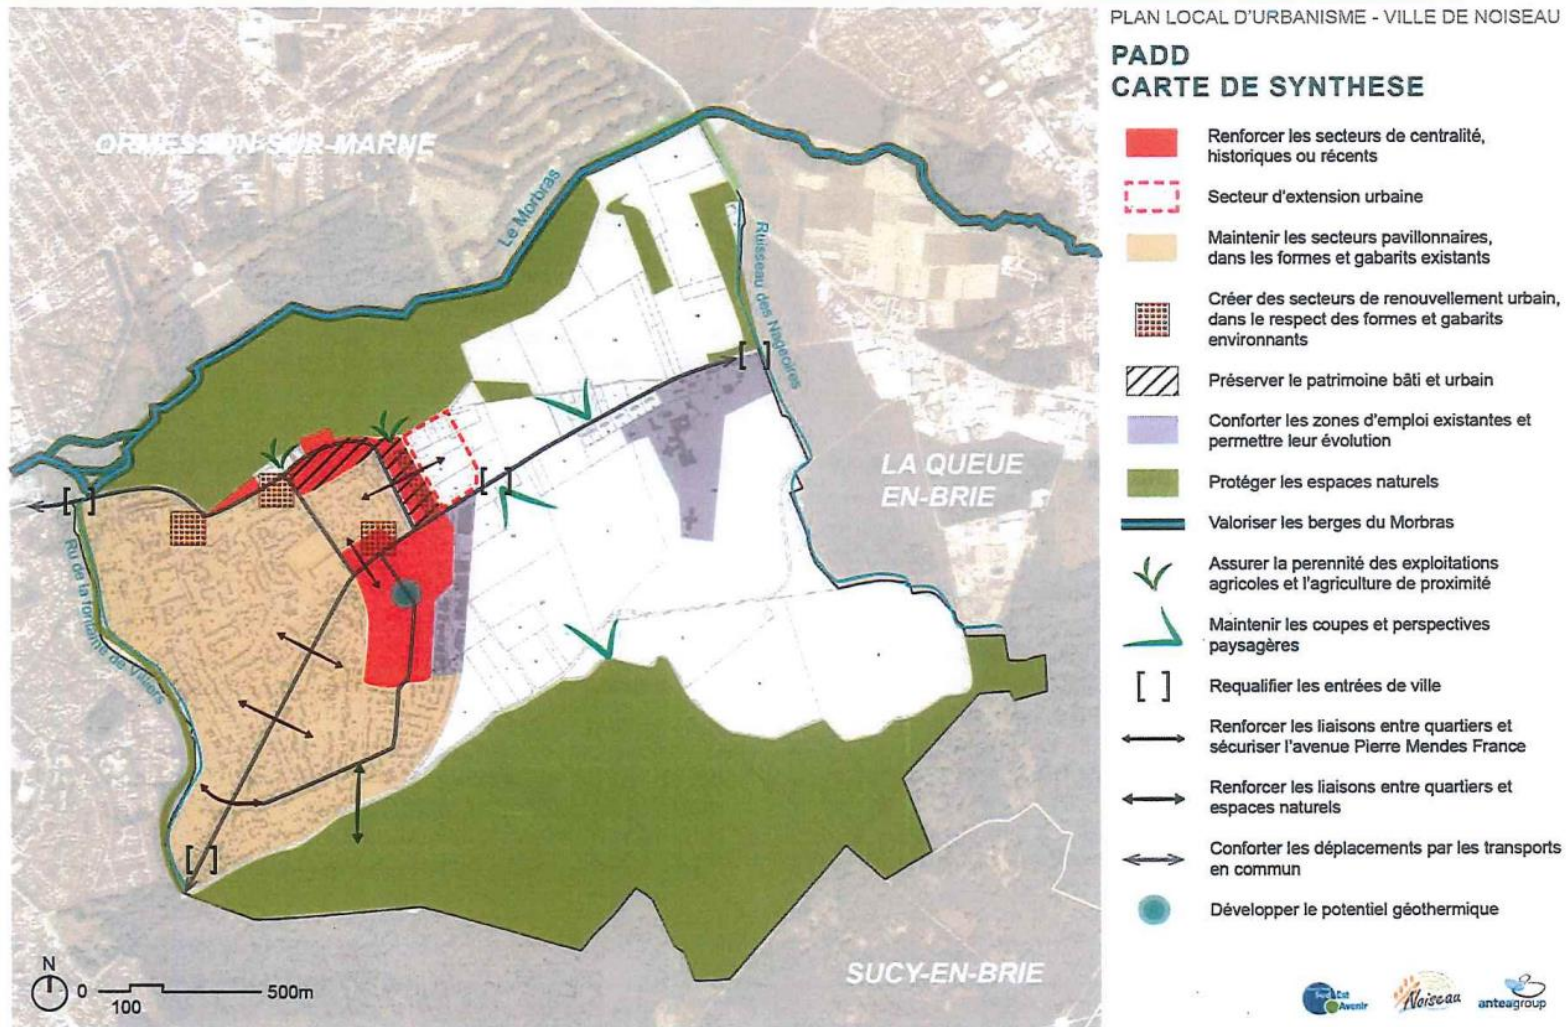 PLAN LOCAL D'URBANISME - VILLE DE NOISEAU
PADD
CARTE DE SYNTHESE
Renforcer les secteurs de centralité,
historiques ou récents
Secteur d'extension urbaine
Maintenir les secteurs pavillonnaires,
dans les formes et gabarits existants
Créer des secteurs de renouvellement urbain,
dans le respect des formes et gabarits
environnants
Préserver le patrimoine bâti et urbain
Conforter les zones d'emploi existantes et
permettre leur évolution
Protéger les espaces naturels
Valoriser les berges du Morbras
Assurer la perennité des exploitations
agricoles et l'agriculture de proximité
Maintenir les coupes et perspectives
paysagères
Requalifier les entrées de ville
Renforcer les liaisons entre quartiers et
sécuriser l'avenue Pierre Mendes France
Renforcer les liaisons entre quartiers et
espaces naturels
Conforter les déplacements par les transports
en commun
Développer le potentiel géothermique
ORMESSON-SUR-MARNE
Le Morbras
Ruisseau des Nageoires
LA QUEUE
EN-BRIE
Ru de la fontaine de Villiers
SUCY-EN-BRIE
N
0
100
500m
Sud Est
Avenir
Noiseau
anteagroup